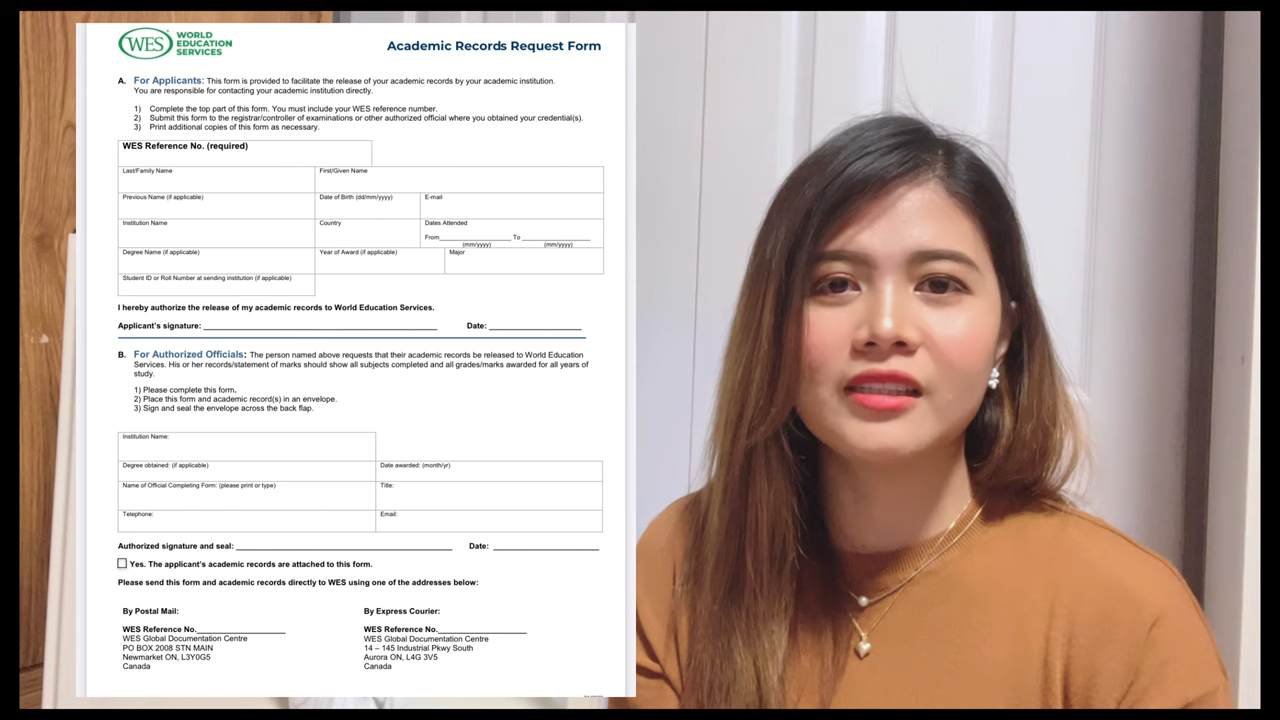 WES WORLD
EDUCATION
SERVICES
Academic Records Request Form
A. For Applicants: This form is provided to facilitate the release of your academic records by your academic institution.
You are responsible for contacting your academic institution directly.
1) Complete the top part of this form. You must include your WES reference number.
2) Submit this form to the registrar/controller of examinations or other authorized official where you obtained your credential(s).
3) Print additional copies of this form as necessary.
WES Reference No. (required)
Last/Family Name First/Given Name
Previous Name (if applicable) Date of Birth (dd/mm/yyyy) E-mail
Institution Name Country Dates Attended
From____________________ To ____________________
(mm/yyyy) (mm/yyyy)
Degree Name (if applicable) Year of Award (if applicable) Major
Student ID or Roll Number at sending institution (if applicable)
I hereby authorize the release of my academic records to World Education Services.
Applicant's signature: ____________________ Date: ____________________
B. For Authorized Officials: The person named above requests that their academic records be released to World Education
Services. His or her records/statement of marks should show all subjects completed and all grades/marks awarded for all years of
study.
1) Please complete this form.
2) Place this form and academic record(s) in an envelope.
3) Sign and seal the envelope across the back flap.
Institution Name:
Degree obtained: (if applicable) Date awarded: (month/yr)
Name of Official Completing Form: (please print or type) Title:
Telephone: Email:
Authorized signature and seal: ____________________ Date: ____________________
Yes. The applicant's academic records are attached to this form.
Please send this form and academic records directly to WES using one of the addresses below:
By Postal Mail: By Express Courier:
WES Reference No.____________________ WES Reference No.____________________
WES Global Documentation Centre WES Global Documentation Centre
PO BOX 2008 STN MAIN 14 – 145 Industrial Pkwy South
Newmarket ON, L3Y0G5 Aurora ON, L4G 3V5
Canada Canada